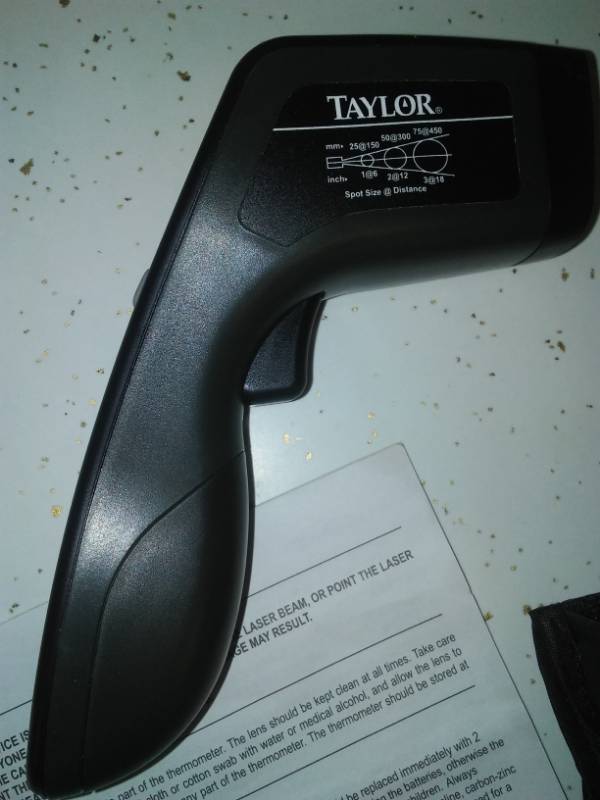 TAYLOR®
mm▸ 25@150 50@300 75@450
inch▸ 1@6 2@12 3@18
Spot Size @ Distance
LASER BEAM, OR POINT THE LASER
GE MAY RESULT.
part of the thermometer. The lens should be kept clean at all times. Take care
cloth or cotton swab with water or medical alcohol, and allow the lens to
any part of the thermometer. The thermometer should be stored at
be replaced immediately with 2
the batteries, otherwise the
children. Always
line, carbon-zinc
for a